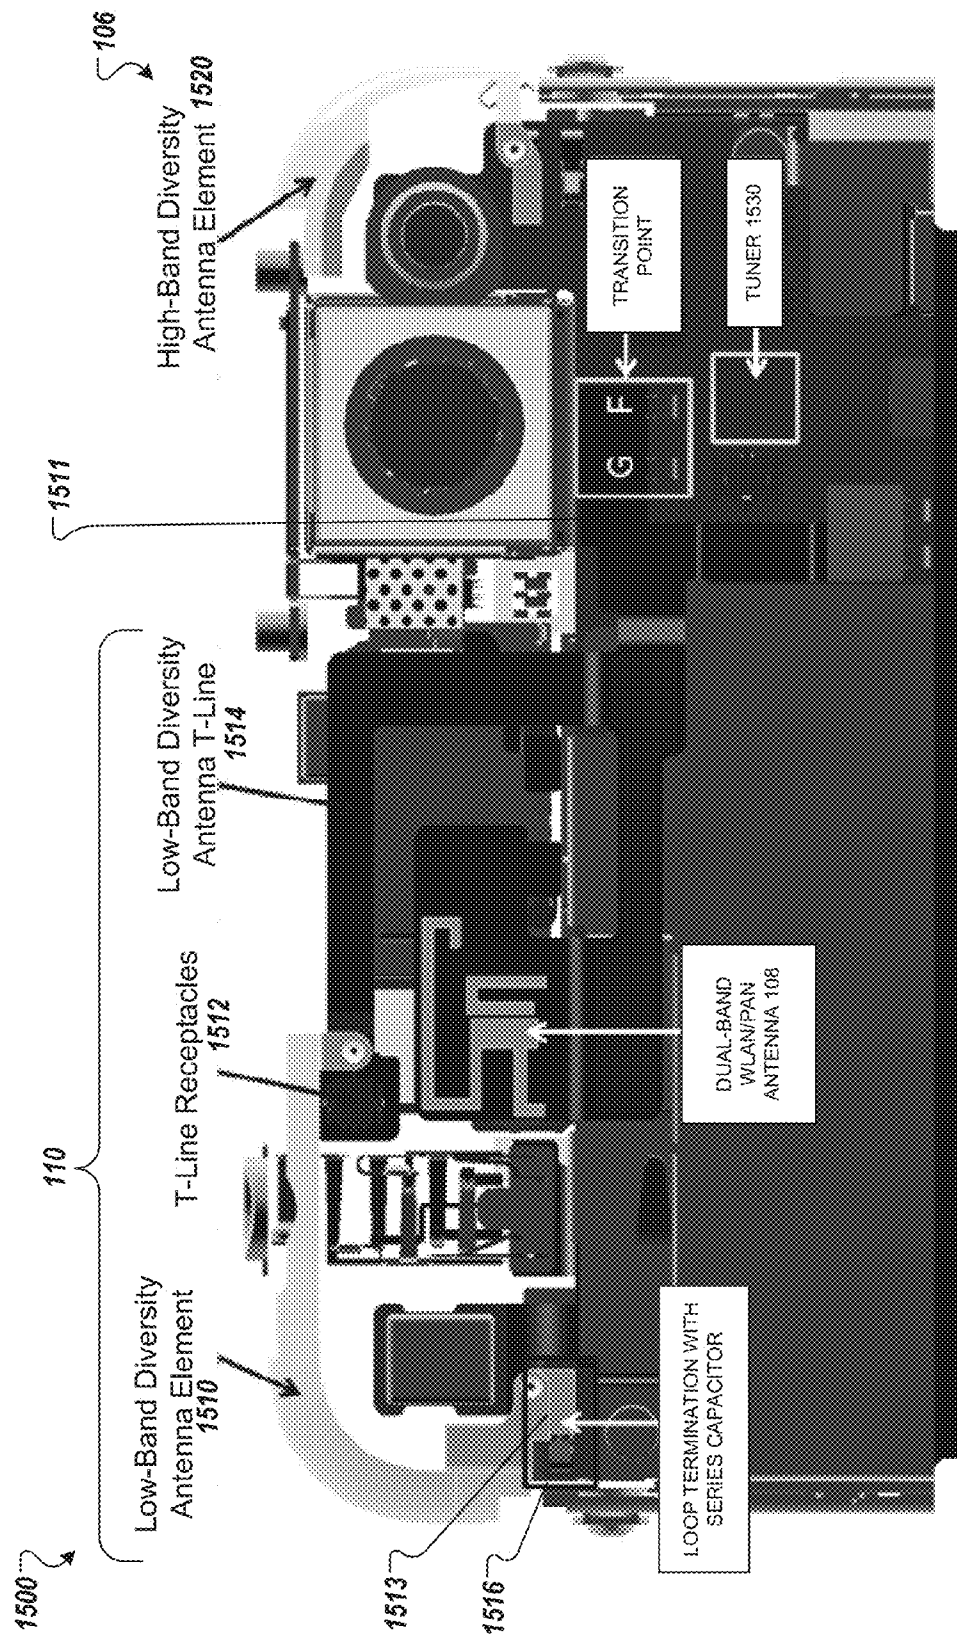 1500
110
106
1511
Low-Band Diversity
Antenna Element
1510
T-Line Receptacles
1512
Low-Band Diversity
Antenna T-Line
1514
High-Band Diversity
Antenna Element 1520
1513
1516
G F
TRANSITION
POINT
TUNER 1530
DUAL-BAND
WLAN/PAN
ANTENNA 108
LOOP TERMINATION WITH
SERIES CAPACITOR